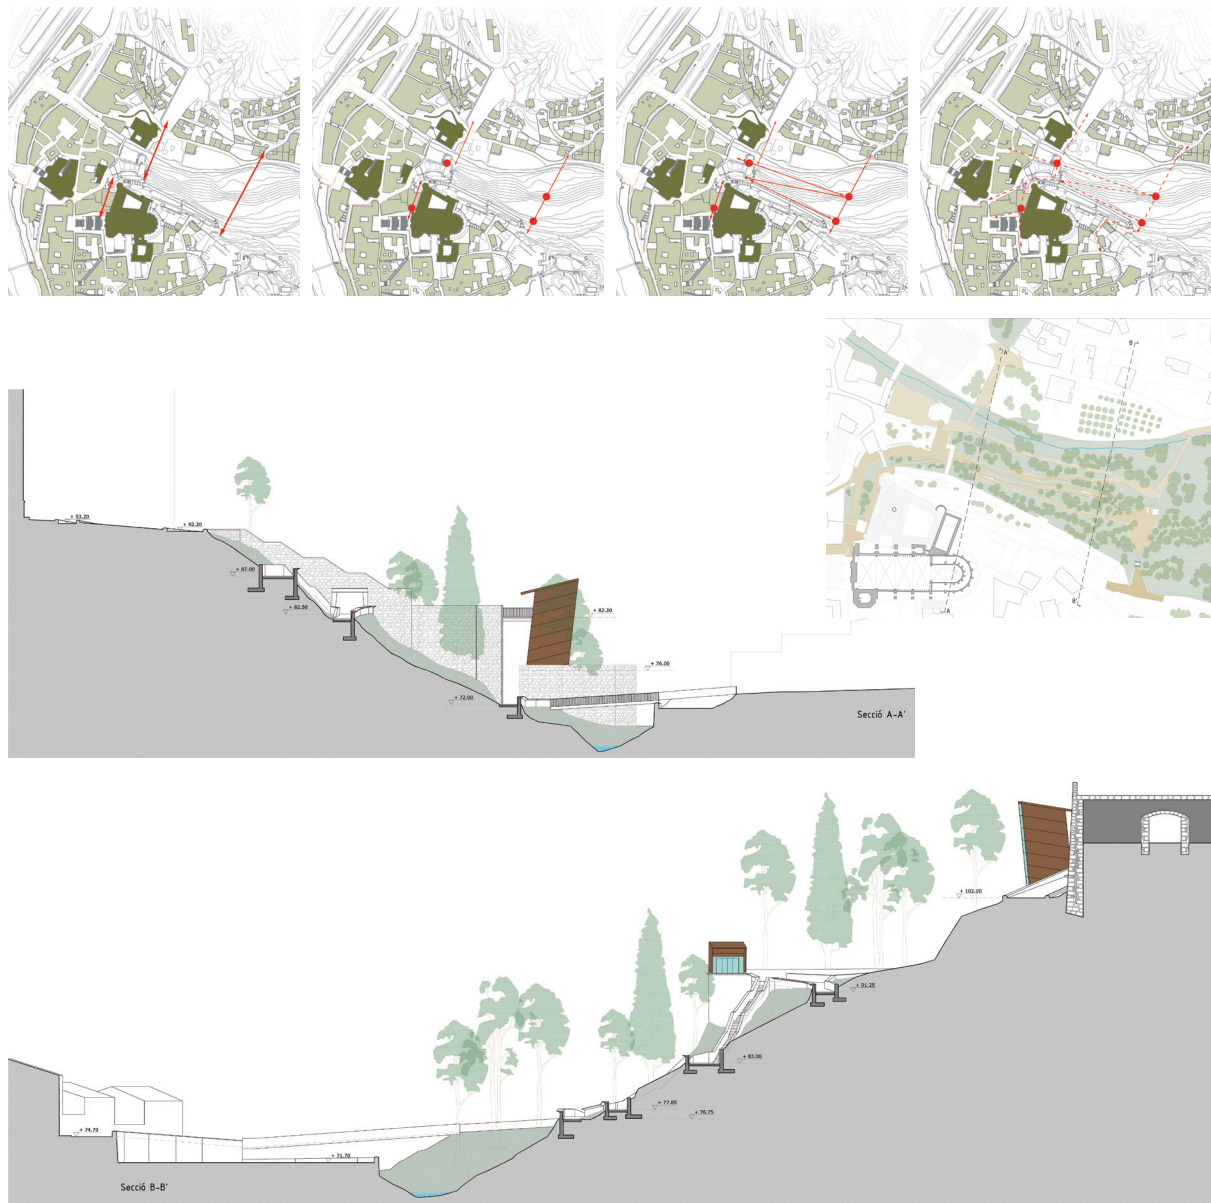 A'
B
A
B'
+ 93.20
+ 92.20
+ 87.00
+ 82.50
+ 82.20
+ 76.00
+ 72.00
Secció A-A'
+ 102.00
+ 91.25
+ 83.00
+ 77.85
+ 76.75
+ 74.70
+ 71.70
Secció B-B'